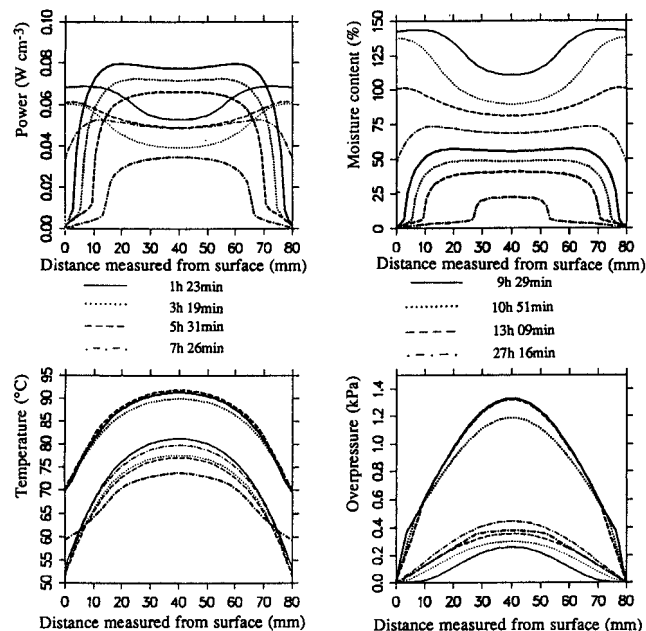 Power (W cm-3)
0.10
0.08
0.06
0.04
0.02
0.00
0 10 20 30 40 50 60 70 80
Distance measured from surface (mm)
Moisture content (%)
150
125
100
75
50
25
0
0 10 20 30 40 50 60 70 80
Distance measured from surface (mm)
1h 23min
3h 19min
5h 31min
7h 26min
9h 29min
10h 51min
13h 09min
27h 16min
Temperature (°C)
95
90
85
80
75
70
65
60
55
50
0 10 20 30 40 50 60 70 80
Distance measured from surface (mm)
Overpressure (kPa)
1.4
1.2
1.0
0.8
0.6
0.4
0.2
0.0
0 10 20 30 40 50 60 70 80
Distance measured from surface (mm)